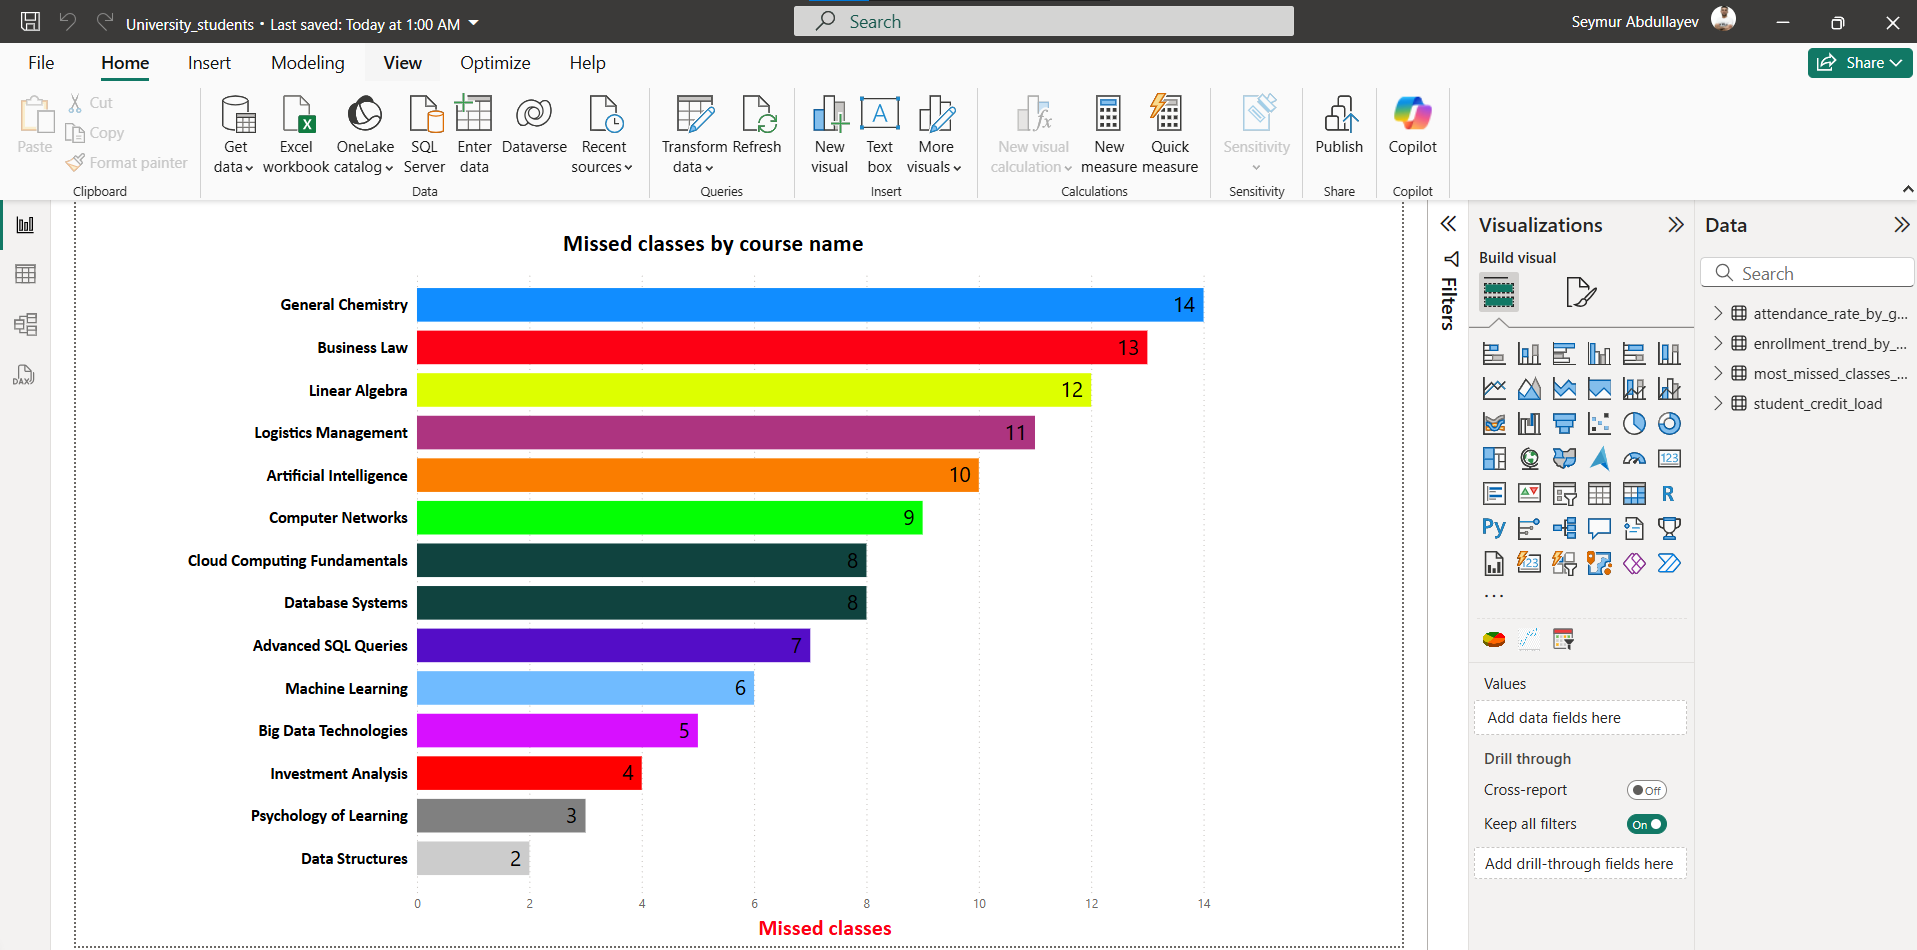 University_students • Last saved: Today at 1:00 AM
Search
Seymur Abdullayev
File Home Insert Modeling View Optimize Help
Share
Paste
Cut
Copy
Format painter
Clipboard
Get data
Excel workbook
OneLake catalog
SQL Server
Enter data
Dataverse
Recent sources
Data
Transform data
Refresh
Queries
New visual
Text box
More visuals
Insert
New visual calculation
New measure
Quick measure
Calculations
Sensitivity
Sensitivity
Publish
Share
Copilot
Copilot
DAX
Missed classes by course name
General Chemistry 14
Business Law 13
Linear Algebra 12
Logistics Management 11
Artificial Intelligence 10
Computer Networks 9
Cloud Computing Fundamentals 8
Database Systems 8
Advanced SQL Queries 7
Machine Learning 6
Big Data Technologies 5
Investment Analysis 4
Psychology of Learning 3
Data Structures 2
0 2 4 6 8 10 12 14
Missed classes
Filters
Visualizations
Build visual
123
R
Py
123
...
Values
Add data fields here
Drill through
Cross-report Off
Keep all filters On
Add drill-through fields here
Data
Search
attendance_rate_by_g...
enrollment_trend_by_...
most_missed_classes_...
student_credit_load